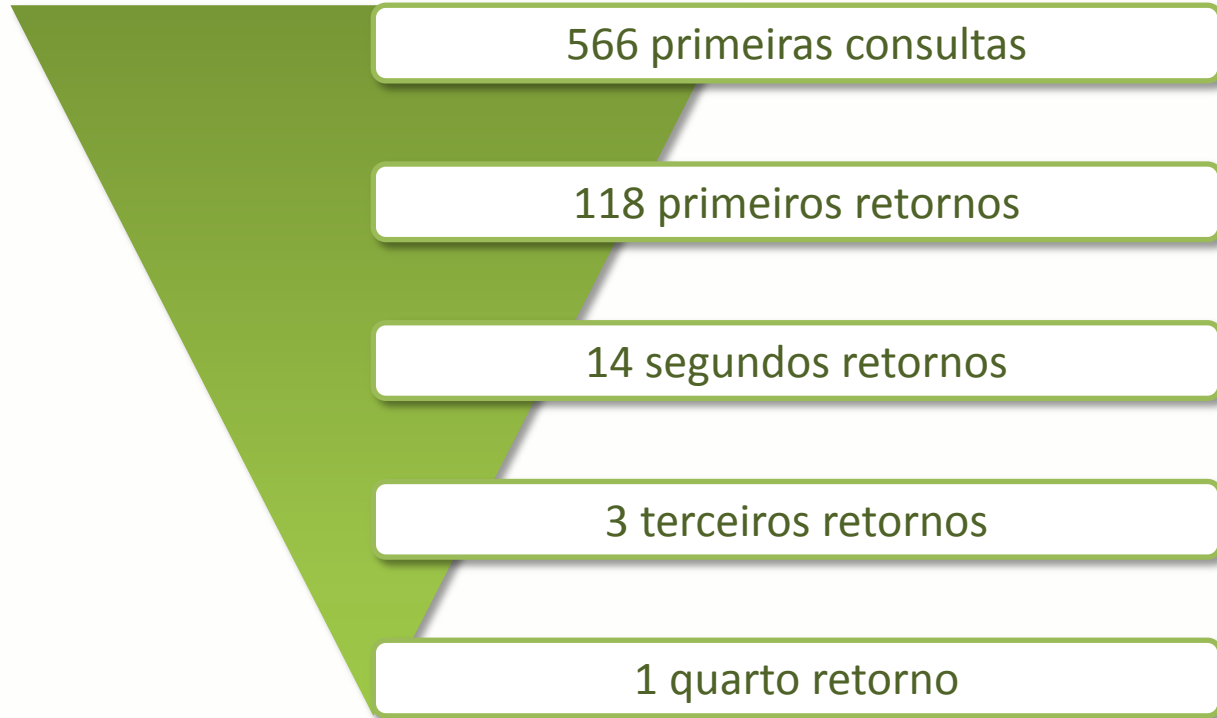 566 primeiras consultas
118 primeiros retornos
14 segundos retornos
3 terceiros retornos
1 quarto retorno